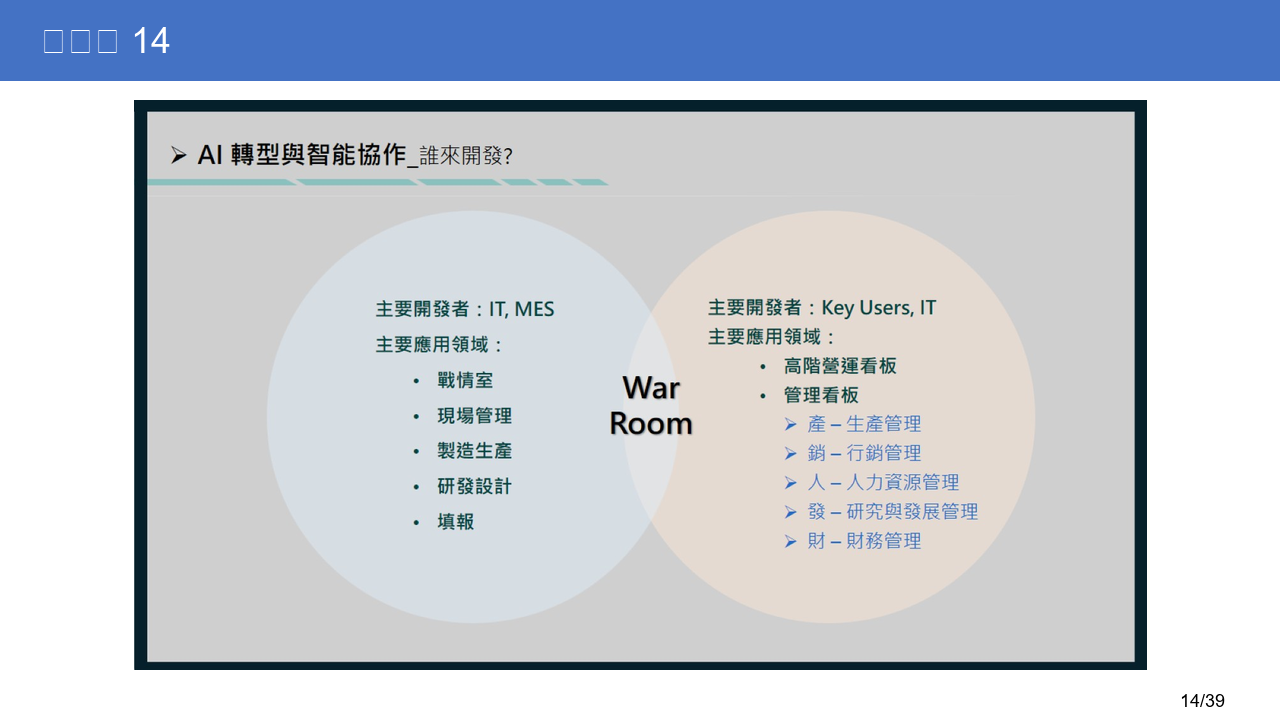 14
➢ AI 轉型與智能協作_誰來開發?
主要開發者：IT, MES
主要應用領域：
• 戰情室
• 現場管理
• 製造生產
• 研發設計
• 填報
War
Room
主要開發者：Key Users, IT
主要應用領域：
• 高階營運看板
• 管理看板
➢ 產 – 生產管理
➢ 銷 – 行銷管理
➢ 人 – 人力資源管理
➢ 發 – 研究與發展管理
➢ 財 – 財務管理
14/39